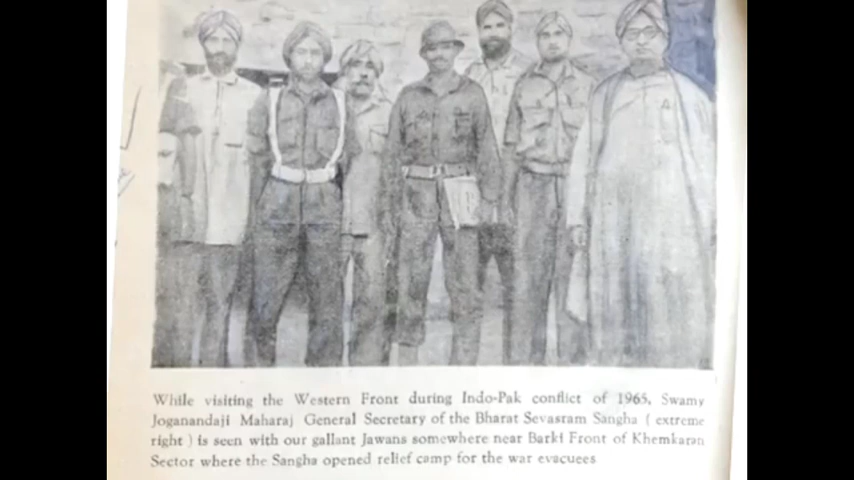 While visiting the Western Front during Indo-Pak conflict of 1965, Swamy
Joganandaji Maharaj General Secretary of the Bharat Sevasram Sangha ( extreme
right ) is seen with our gallant Jawans somewhere near Barki Front of Khemkaran
Sector where the Sangha opened relief camp for the war evacuees